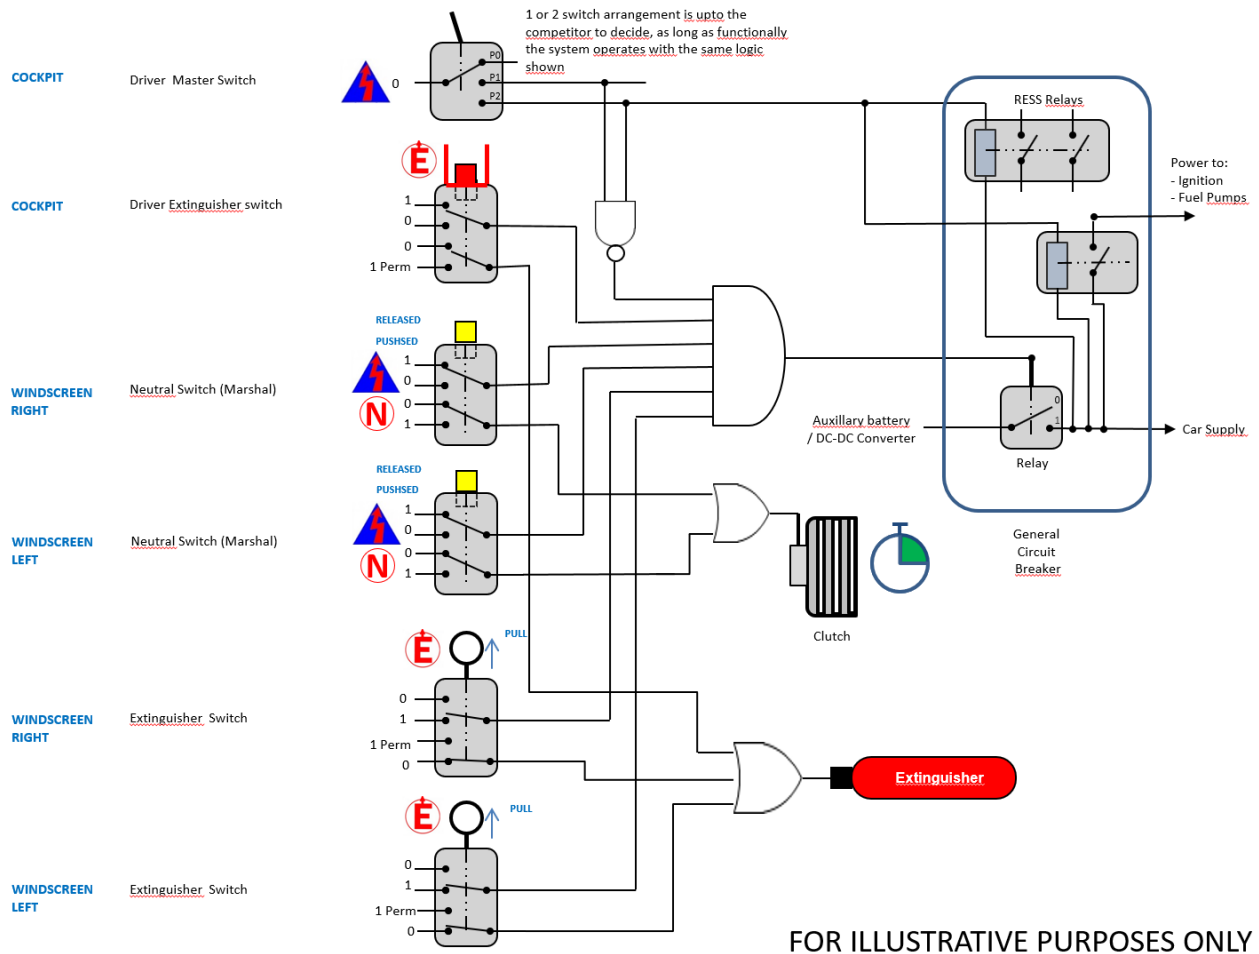 1 or 2 switch arrangement is upto the
competitor to decide, as long as functionally
the system operates with the same logic
shown
COCKPIT
Driver  Master Switch
0
P0
P1
P2
RESS Relays
Power to:
- Ignition
- Fuel Pumps
E
COCKPIT
Driver Extinguisher switch
1
0
0
1 Perm
RELEASED
PUSHSED
1
0
0
1
N
WINDSCREEN
RIGHT
Neutral Switch (Marshal)
Auxillary battery
/ DC-DC Converter
0
1
Relay
Car Supply
RELEASED
PUSHSED
1
0
0
1
N
WINDSCREEN
LEFT
Neutral Switch (Marshal)
General
Circuit
Breaker
Clutch
E
PULL
0
1
1 Perm
0
WINDSCREEN
RIGHT
Extinguisher  Switch
Extinguisher
E
PULL
0
1
1 Perm
0
WINDSCREEN
LEFT
Extinguisher  Switch
FOR ILLUSTRATIVE PURPOSES ONLY